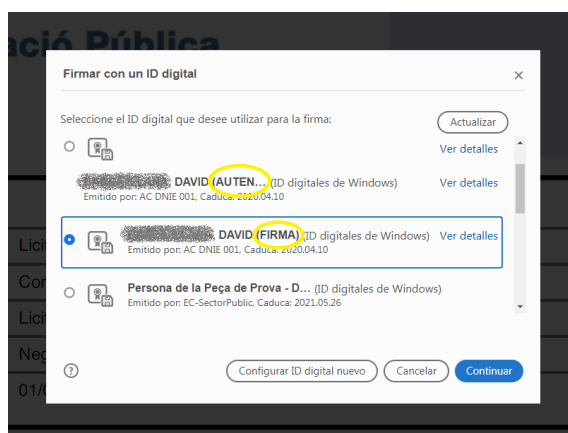 ació Pública
Firmar con un ID digital
Seleccione el ID digital que desee utilizar para la firma:
Actualizar
Ver detalles
DAVID (AUTEN... (ID digitales de Windows)
Ver detalles
Emitido por: AC DNIE 001, Caduca: 2020.04.10
DAVID (FIRMA) (ID digitales de Windows)
Ver detalles
Emitido por: AC DNIE 001, Caduca: 2020.04.10
Persona de la Peça de Prova - D... (ID digitales de Windows)
Emitido por: EC-SectorPublic, Caduca: 2021.05.26
Lici
Cor
Lici
Neg
01/0
Configurar ID digital nuevo
Cancelar
Continuar